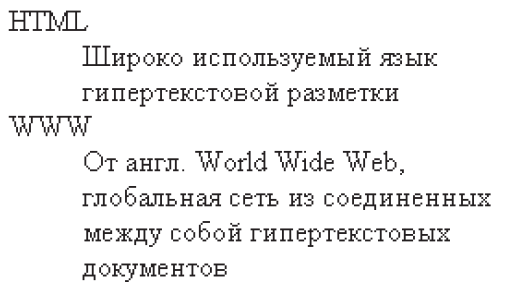 HTML
Широко используемый язык
гипертекстовой разметки
WWW
От англ. World Wide Web,
глобальная сеть из соединенных
между собой гипертекстовых
документов